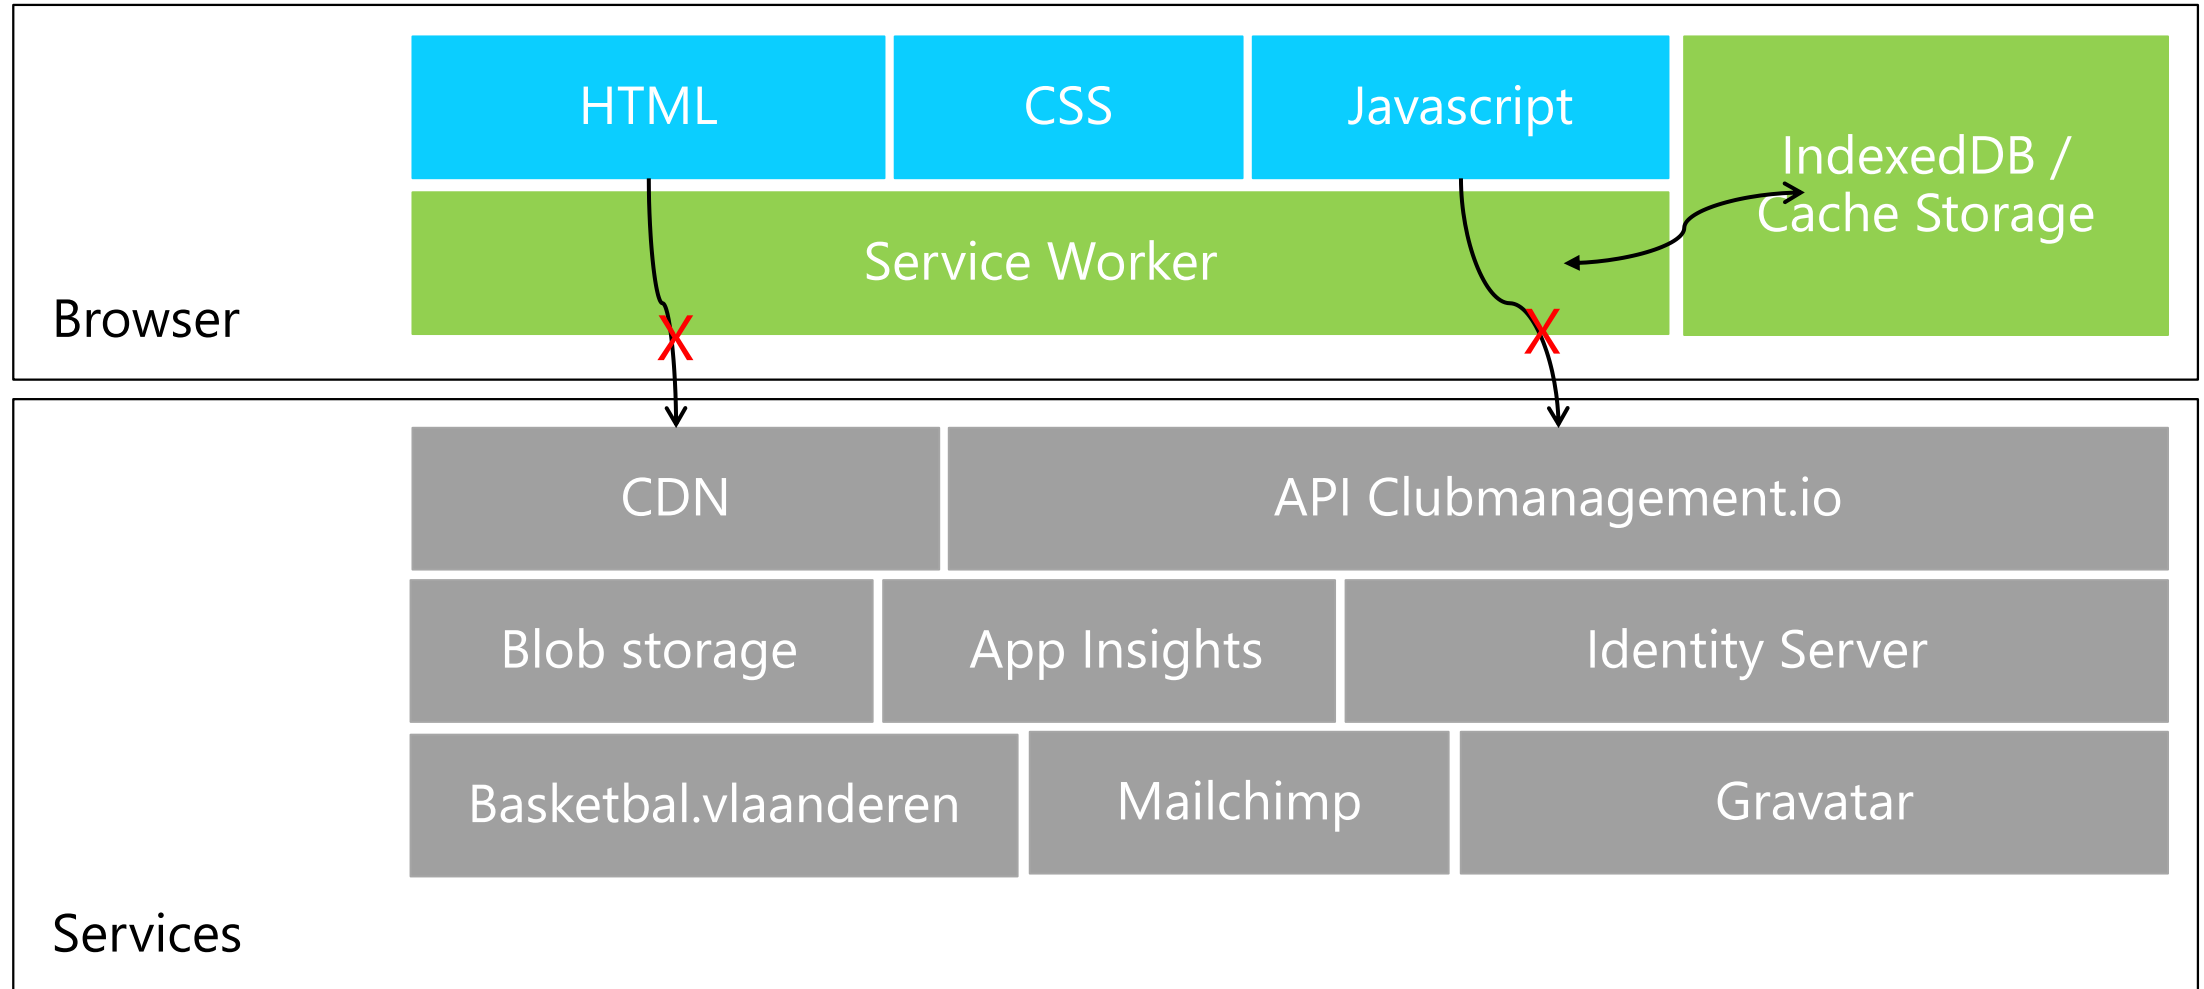 HTML
CSS
Javascript
IndexedDB /
Cache Storage
Service Worker
Browser
X
X
CDN
API Clubmanagement.io
Blob storage
App Insights
Identity Server
Basketbal.vlaanderen
Mailchimp
Gravatar
Services